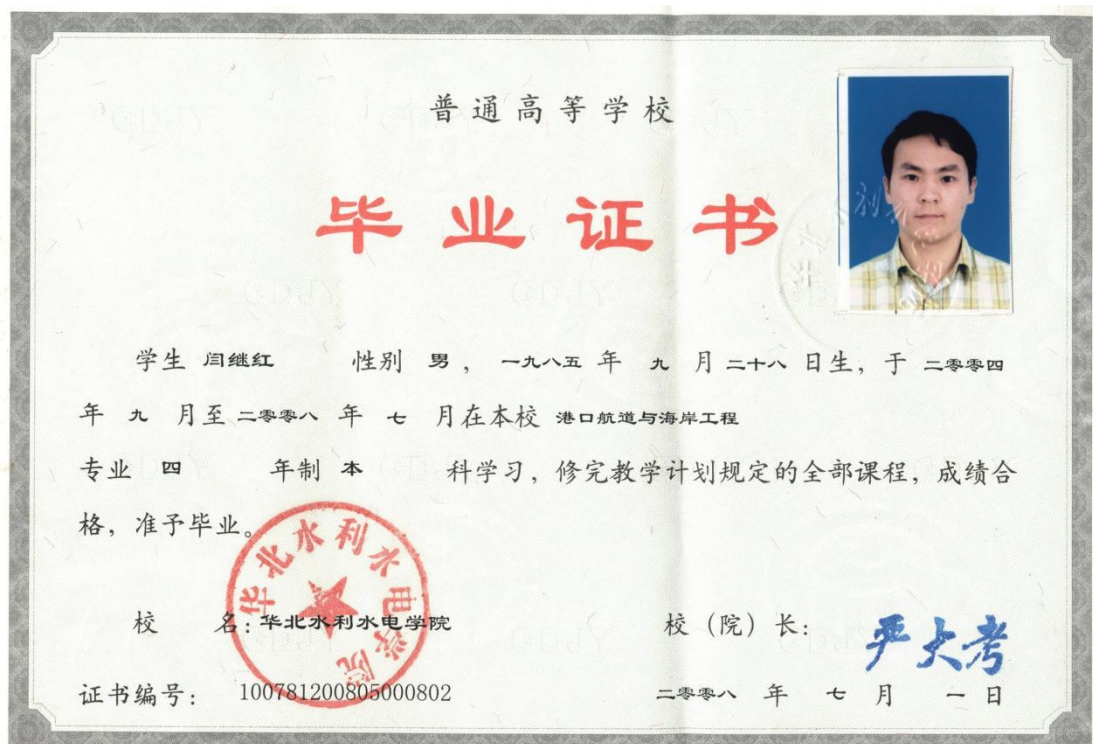 普通高等学校
毕业证书
学生 闫继红 性别 男 ，一九八五 年 九 月 二十八 日生，于 二零零四
年 九 月至 二零零八 年 七 月在本校 港口航道与海岸工程
专业 四 年制 本 科学习，修完教学计划规定的全部课程，成绩合
格，准予毕业。
华北水利水电学院
校 名：华北水利水电学院
校（院）长：严大考
证书编号： 100781200805000802
二零零八 年 七 月 一 日